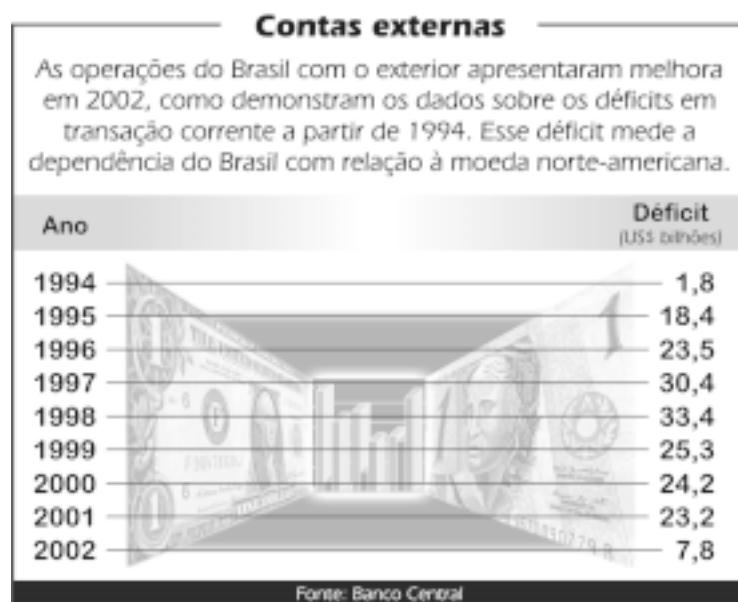 Contas externas
As operações do Brasil com o exterior apresentaram melhora
em 2002, como demonstram os dados sobre os déficits em
transação corrente a partir de 1994. Esse déficit mede a
dependência do Brasil com relação à moeda norte-americana.
Ano Déficit
(US$ bilhões)
1994 1,8
1995 18,4
1996 23,5
1997 30,4
1998 33,4
1999 25,3
2000 24,2
2001 23,2
2002 7,8
Fonte: Banco Central